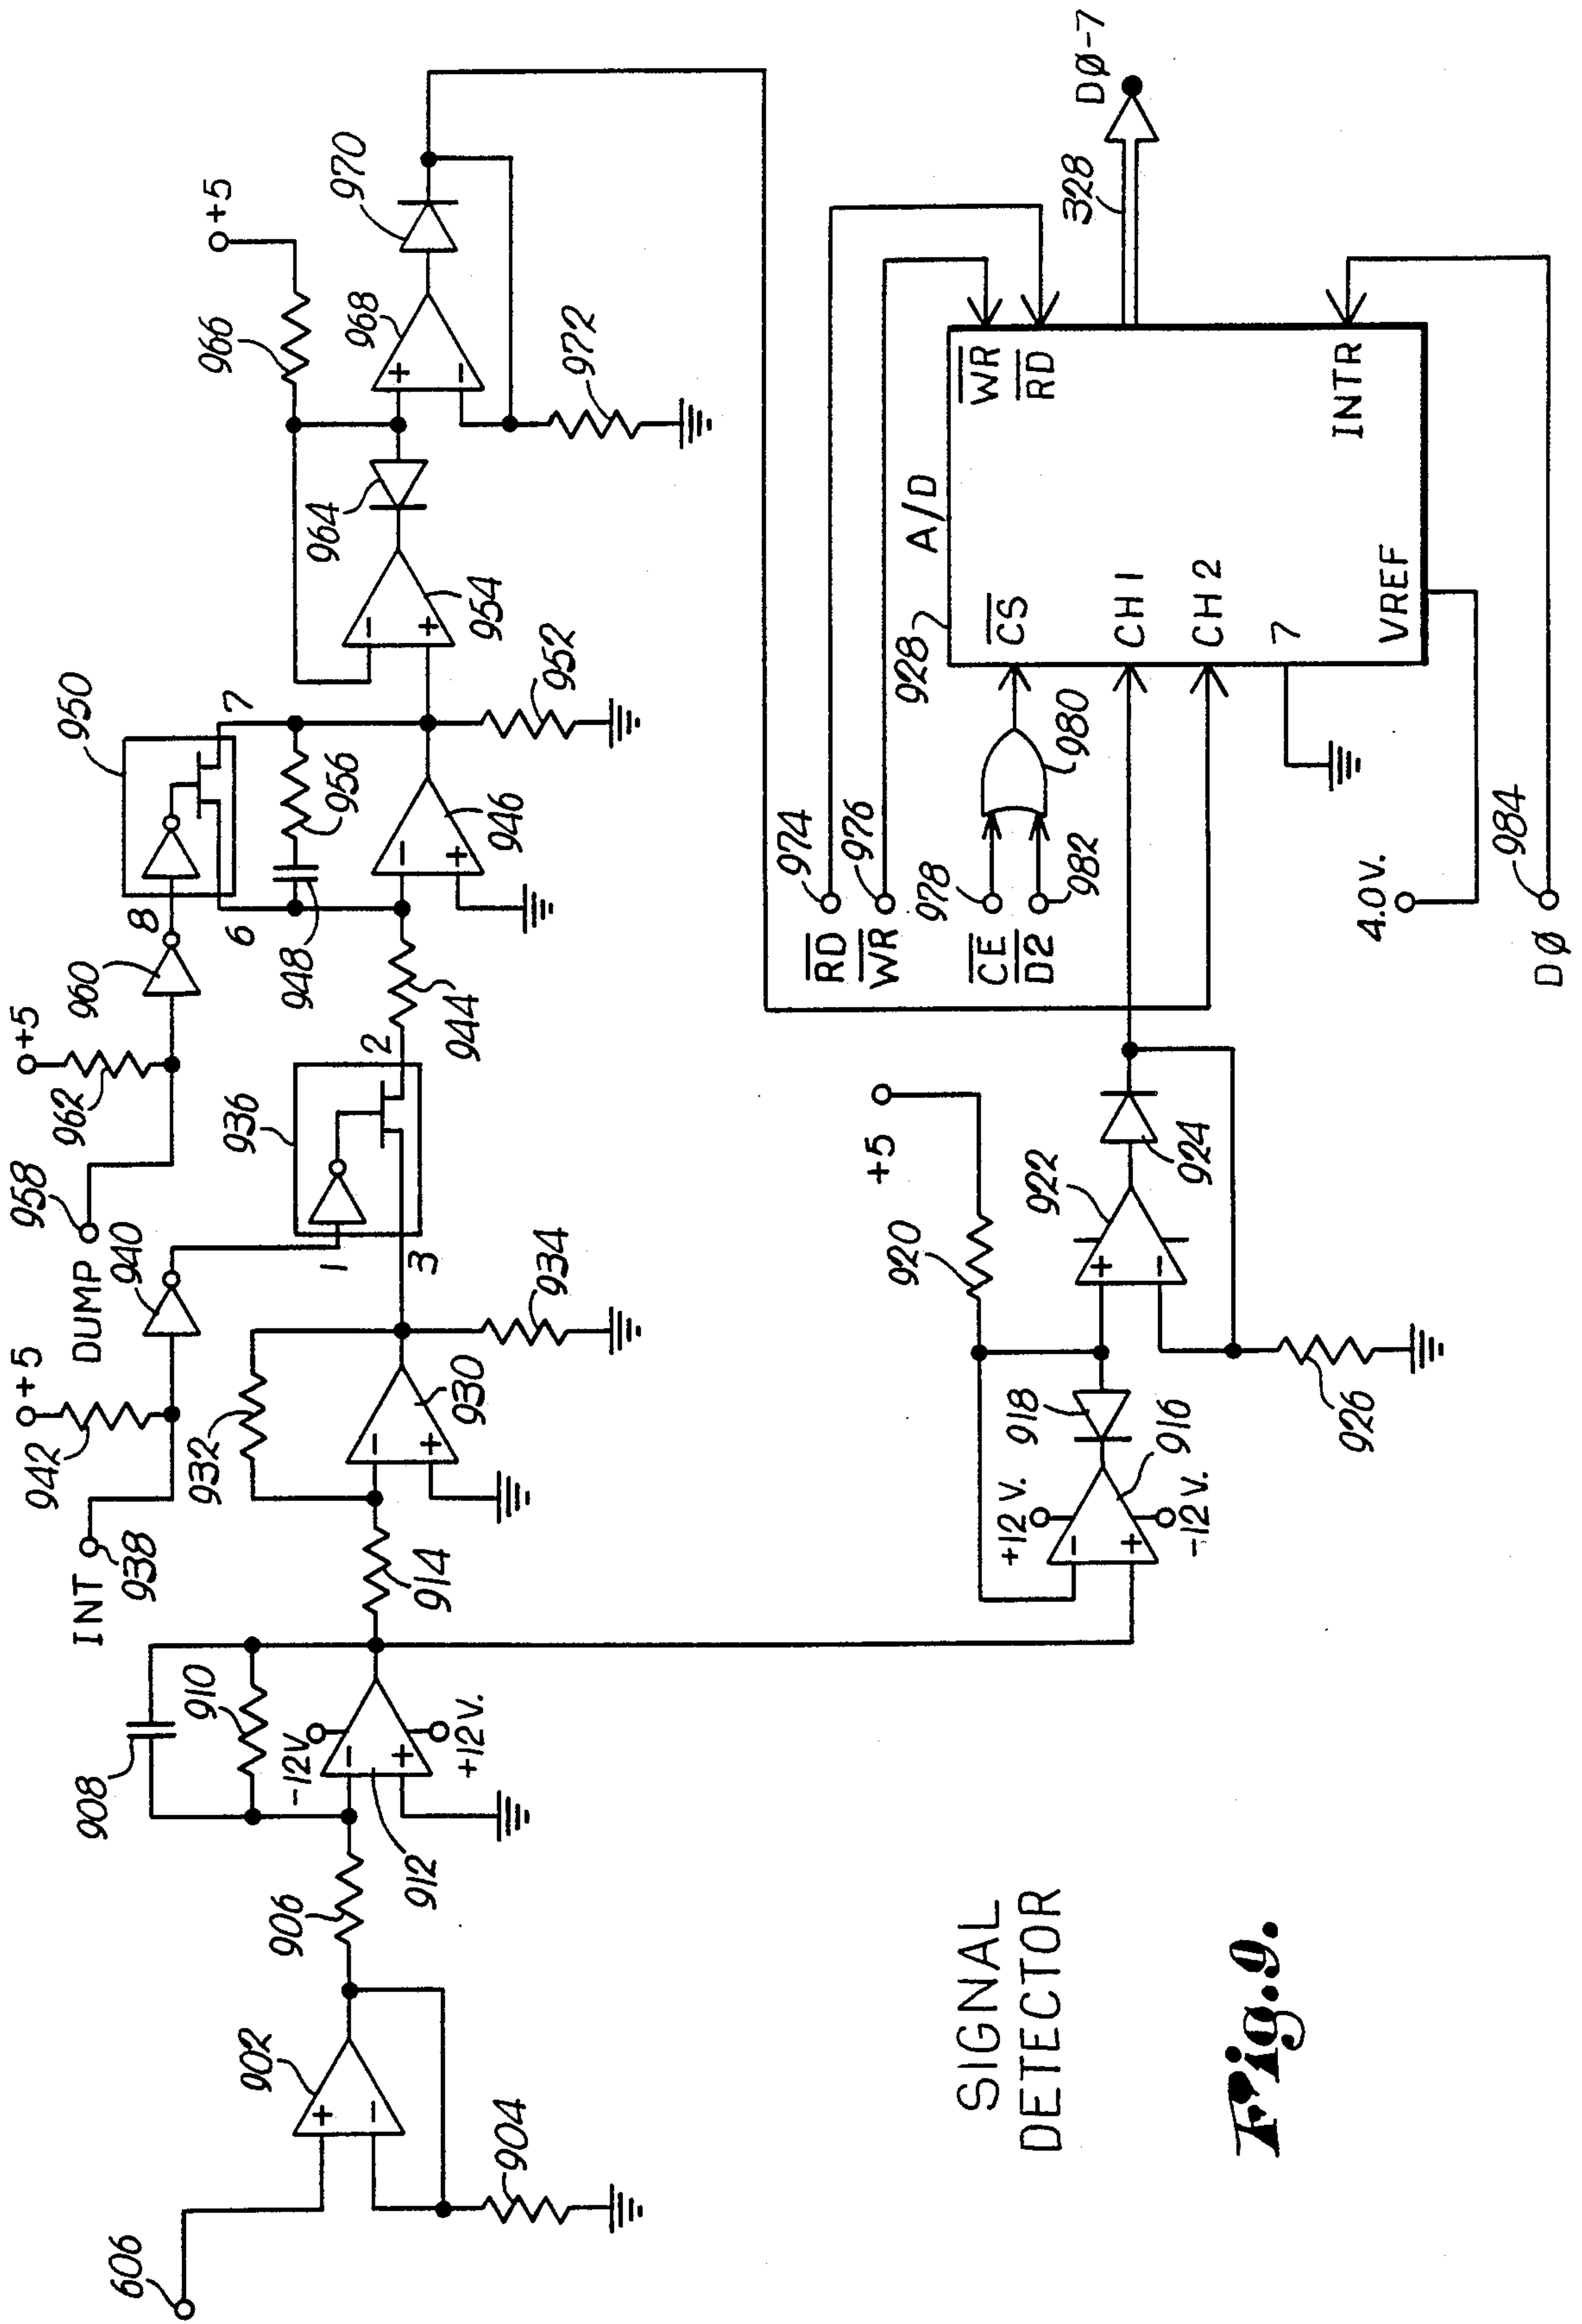 606
902
904
906
908
910
-12V
+12V.
912
914
INT
938
942
+5
940
932
930
934
DUMP
958
962
+5
960
936
1
3
2
944
8
6
7
950
948
956
946
952
954
964
966
+5
968
970
972
+12 V.
-12V.
916
918
920
+5
922
924
926
RD
974
WR
976
CE
978
D2
982
980
928
A/D
CS
CH 1
CH 2
7
VREF
WR
RD
INTR
328
DØ-7
4.0V.
DØ
984
SIGNAL
DETECTOR
Fig.9.